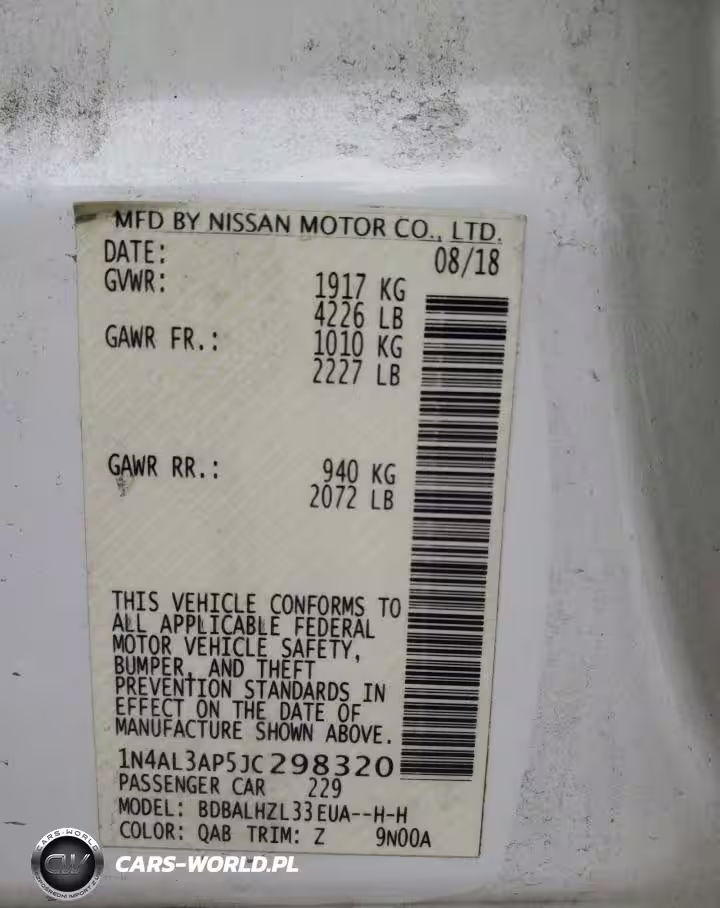 MFD BY NISSAN MOTOR CO., LTD.
DATE: 08/18
GVWR: 1917 KG
4226 LB
GAWR FR.: 1010 KG
2227 LB
GAWR RR.: 940 KG
2072 LB
THIS VEHICLE CONFORMS TO
ALL APPLICABLE FEDERAL
MOTOR VEHICLE SAFETY,
BUMPER, AND THEFT
PREVENTION STANDARDS IN
EFFECT ON THE DATE OF
MANUFACTURE SHOWN ABOVE.
1N4AL3AP5JC298320
PASSENGER CAR 229
MODEL: BDBALHZL33EUA--H-H
COLOR: QAB TRIM: Z 9N00A
CARS-WORLD
CW
CARS-WORLD.PL